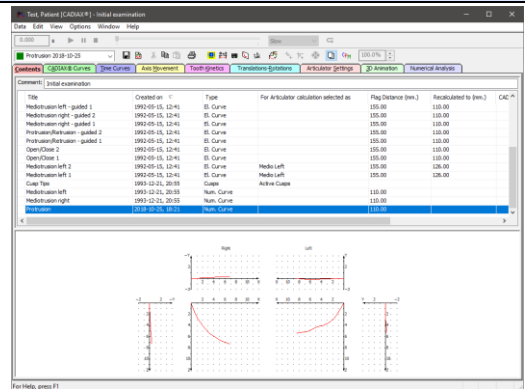 Test, Patient [CADIAX®] - Initial examination
Data Edit View Options Window Help
0.000
Slow
Protrusion 2018-10-25
100.0%
Contents CADIAX® Curves Time Curves Axis Movement Tooth Kinetics Translations-Rotations Articulator Settings 3D Animation Numerical Analysis
Comment: Initial examination
Title Created on Type For Articulator calculation selected as Flag Distance (mm.) Recalculated to (mm.) CAD
Mediotrusion left - guided 1 1992-05-15, 12:41 El. Curve 155.00 110.00
Mediotrusion right - guided 2 1992-05-15, 12:41 El. Curve 155.00 110.00
Mediotrusion right - guided 1 1992-05-15, 12:41 El. Curve 155.00 110.00
Protrusion/Retrusion - guided 2 1992-05-15, 12:41 El. Curve 155.00 110.00
Protrusion/Retrusion - guided 1 1992-05-15, 12:41 El. Curve 155.00 110.00
Open/Close 2 1992-05-15, 12:41 El. Curve 155.00 110.00
Open/Close 1 1992-05-15, 12:41 El. Curve 155.00 110.00
Mediotrusion left 2 1992-05-15, 12:41 El. Curve Medio Left 155.00 126.00
Mediotrusion left 1 1992-05-15, 12:41 El. Curve Medio Left 155.00 126.00
Cusp Tips 1993-12-21, 20:55 Cusps Active Cusps
Mediotrusion left 1993-12-21, 20:55 Num. Curve 110.00
Mediotrusion right 1993-12-21, 20:55 Num. Curve 110.00
Protrusion 2018-10-25, 10:21 Num. Curve 110.00
Right Left
For Help, press F1